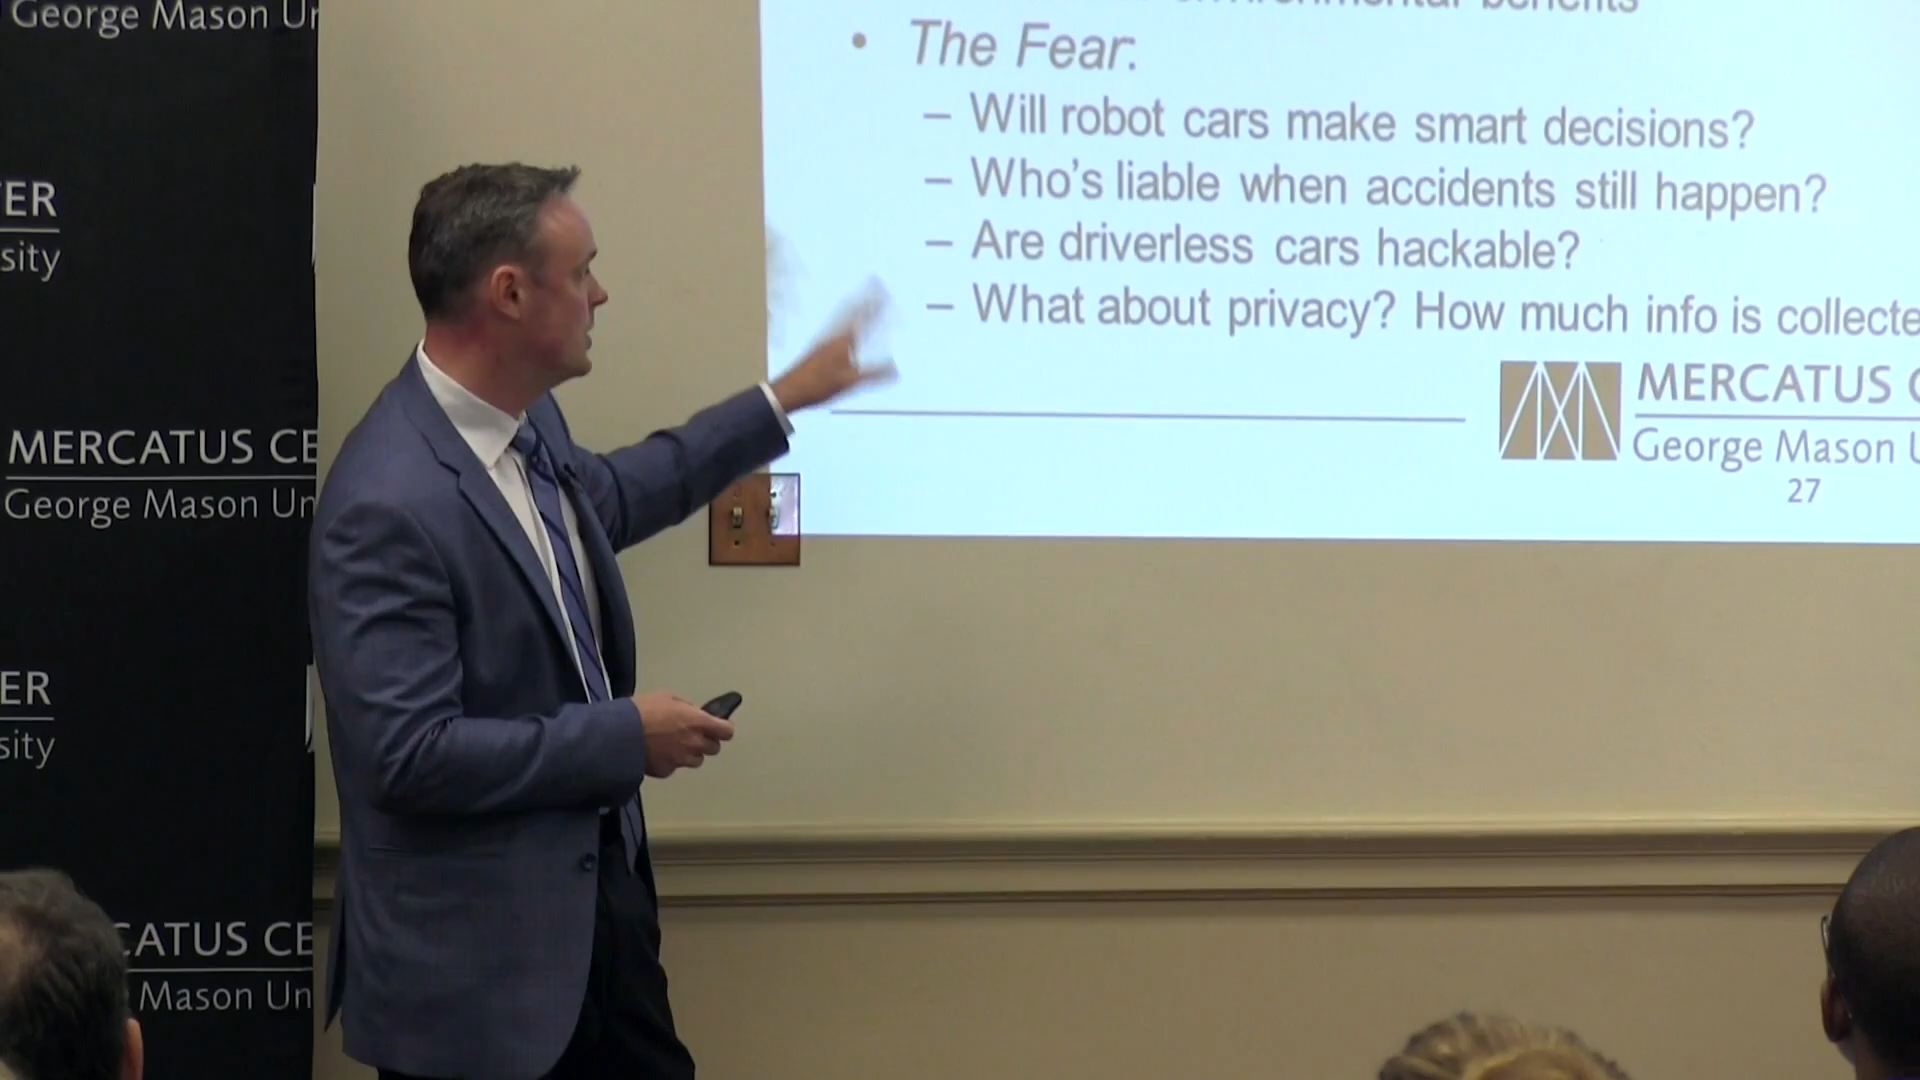 George Mason Un
ER
sity
MERCATUS CE
George Mason Un
ER
sity
CATUS CE
Mason Un
environmental benefits
• The Fear:
– Will robot cars make smart decisions?
– Who's liable when accidents still happen?
– Are driverless cars hackable?
– What about privacy? How much info is collecte
MERCATUS C
George Mason U
27